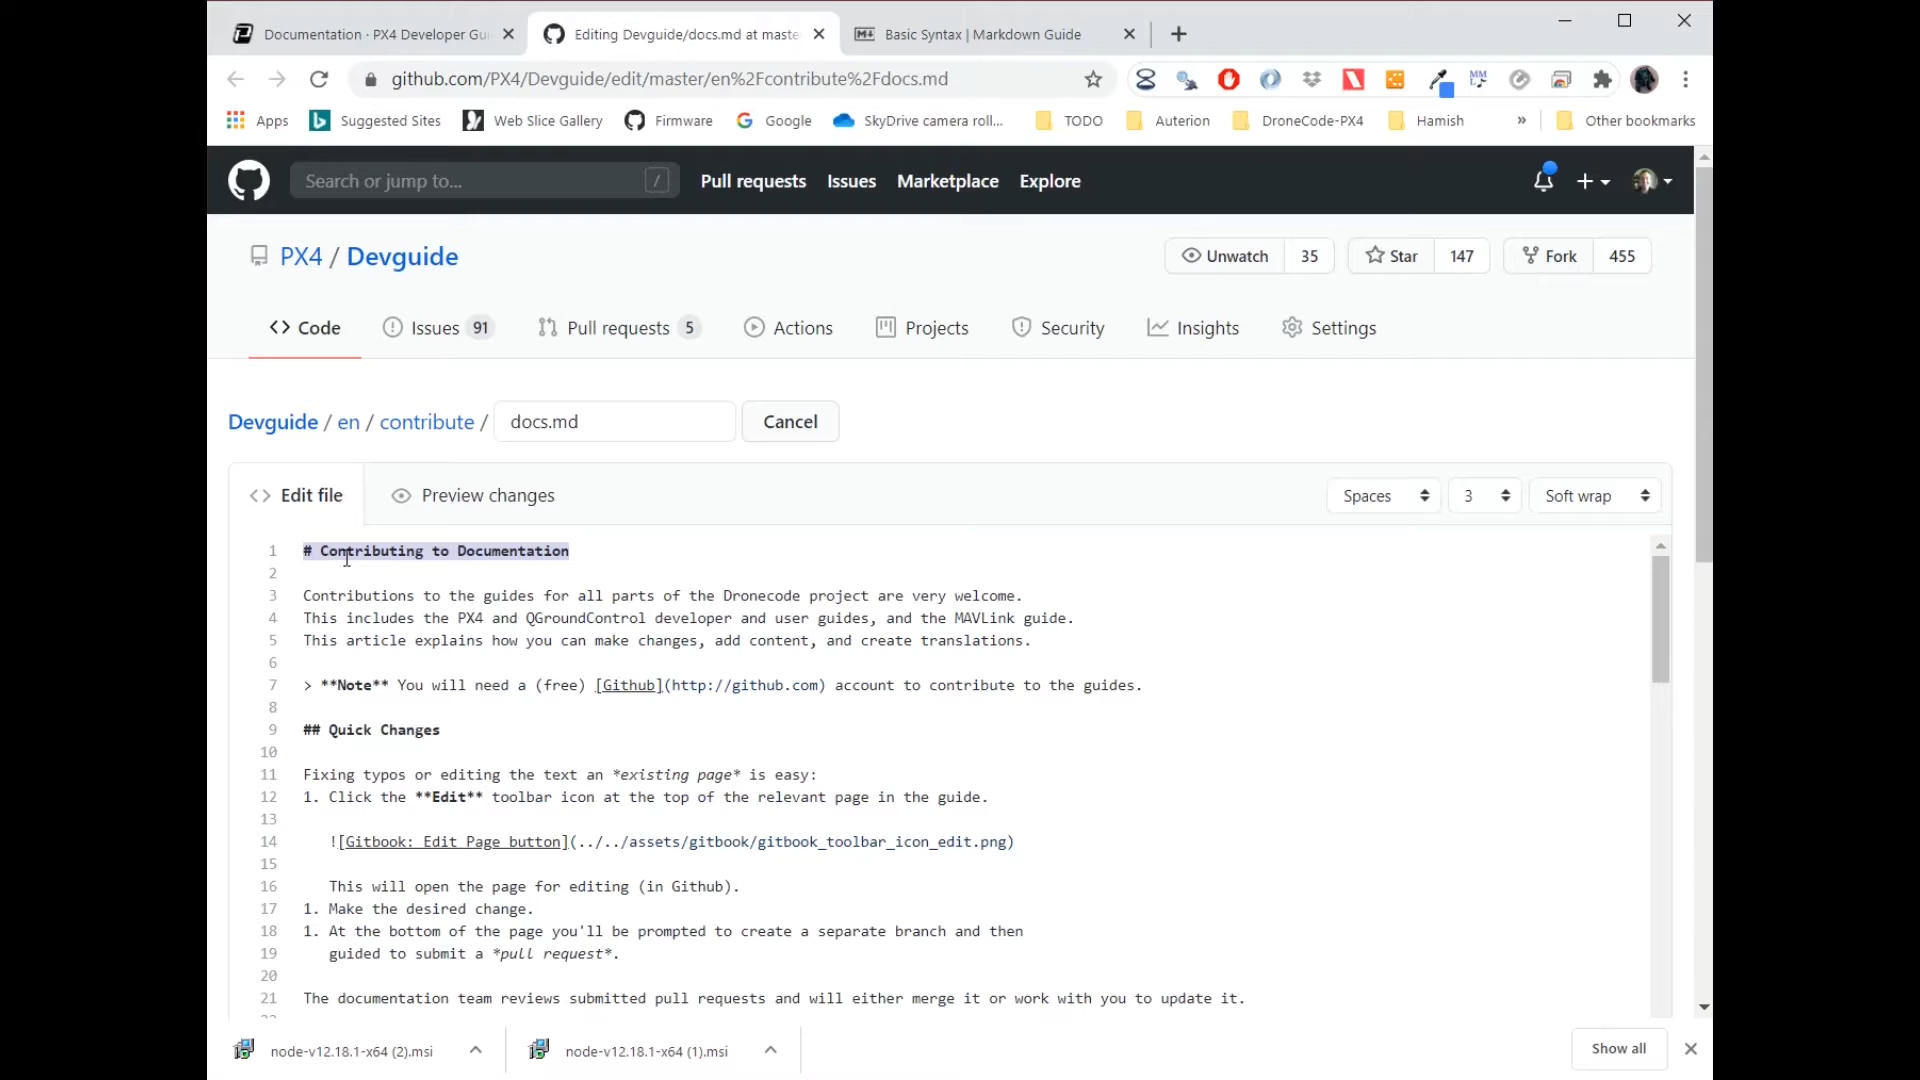 Documentation · PX4 Developer Gu
Editing Devguide/docs.md at maste
Basic Syntax | Markdown Guide
github.com/PX4/Devguide/edit/master/en%2Fcontribute%2Fdocs.md
Apps
Suggested Sites
Web Slice Gallery
Firmware
Google
SkyDrive camera roll...
TODO
Auterion
DroneCode-PX4
Hamish
»
Other bookmarks
Search or jump to...
/
Pull requests
Issues
Marketplace
Explore
PX4 / Devguide
Unwatch 35
Star 147
Fork 455
Code
Issues 91
Pull requests 5
Actions
Projects
Security
Insights
Settings
Devguide / en / contribute / docs.md
Cancel
Edit file
Preview changes
Spaces
3
Soft wrap
1 # Contributing to Documentation
2
3 Contributions to the guides for all parts of the Dronecode project are very welcome.
4 This includes the PX4 and QGroundControl developer and user guides, and the MAVLink guide.
5 This article explains how you can make changes, add content, and create translations.
6
7 > **Note** You will need a (free) [Github](http://github.com) account to contribute to the guides.
8
9 ## Quick Changes
10
11 Fixing typos or editing the text an *existing page* is easy:
12 1. Click the **Edit** toolbar icon at the top of the relevant page in the guide.
13
14 ![Gitbook: Edit Page button](../../assets/gitbook/gitbook_toolbar_icon_edit.png)
15
16 This will open the page for editing (in Github).
17 1. Make the desired change.
18 1. At the bottom of the page you'll be prompted to create a separate branch and then
19 guided to submit a *pull request*.
20
21 The documentation team reviews submitted pull requests and will either merge it or work with you to update it.
node-v12.18.1-x64 (2).msi
node-v12.18.1-x64 (1).msi
Show all